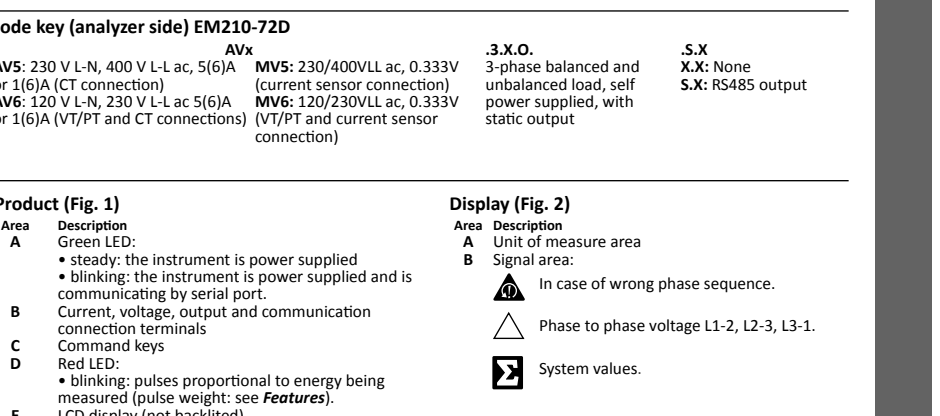 ode key (analyzer side) EM210-72D
AVx
AV5: 230 V L-N, 400 V L-L ac, 5(6)A
or 1(6)A (CT connection)
AV6: 120 V L-N, 230 V L-L ac 5(6)A
or 1(6)A (VT/PT and CT connections)
MV5: 230/400VLL ac, 0.333V
(current sensor connection)
MV6: 120/230VLL ac, 0.333V
(VT/PT and current sensor
connection)
.3.X.O.
3-phase balanced and
unbalanced load, self
power supplied, with
static output
.S.X
X.X: None
S.X: RS485 output
Product (Fig. 1)
Area Description
A Green LED:
• steady: the instrument is power supplied
• blinking: the instrument is power supplied and is
communicating by serial port.
B Current, voltage, output and communication
connection terminals
C Command keys
D Red LED:
• blinking: pulses proportional to energy being
measured (pulse weight: see Features).
E LCD display (not backlited)
Display (Fig. 2)
Area Description
A Unit of measure area
B Signal area:
In case of wrong phase sequence.
Phase to phase voltage L1-2, L2-3, L3-1.
System values.